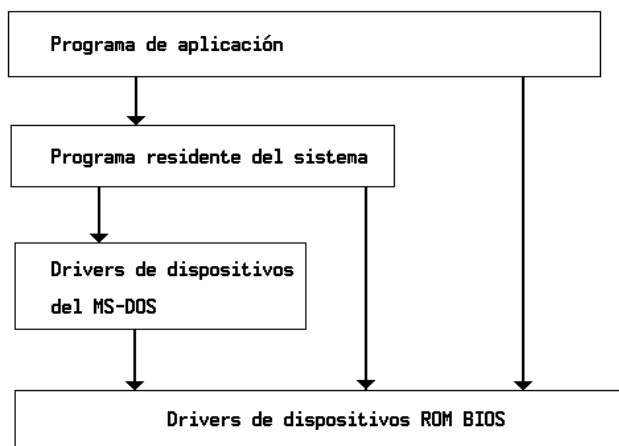 Programa de aplicación
Programa residente del sistema
Drivers de dispositivos
del MS-DOS
Drivers de dispositivos ROM BIOS